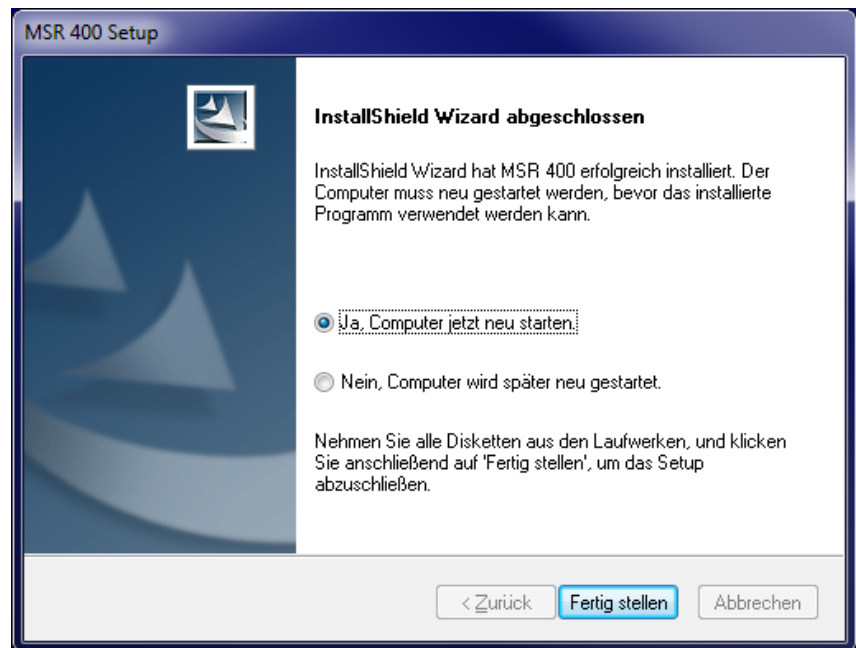 MSR 400 Setup
InstallShield Wizard abgeschlossen
InstallShield Wizard hat MSR 400 erfolgreich installiert. Der
Computer muss neu gestartet werden, bevor das installierte
Programm verwendet werden kann.
Ja, Computer jetzt neu starten.
Nein, Computer wird später neu gestartet.
Nehmen Sie alle Disketten aus den Laufwerken, und klicken
Sie anschließend auf 'Fertig stellen', um das Setup
abzuschließen.
< Zurück Fertig stellen Abbrechen